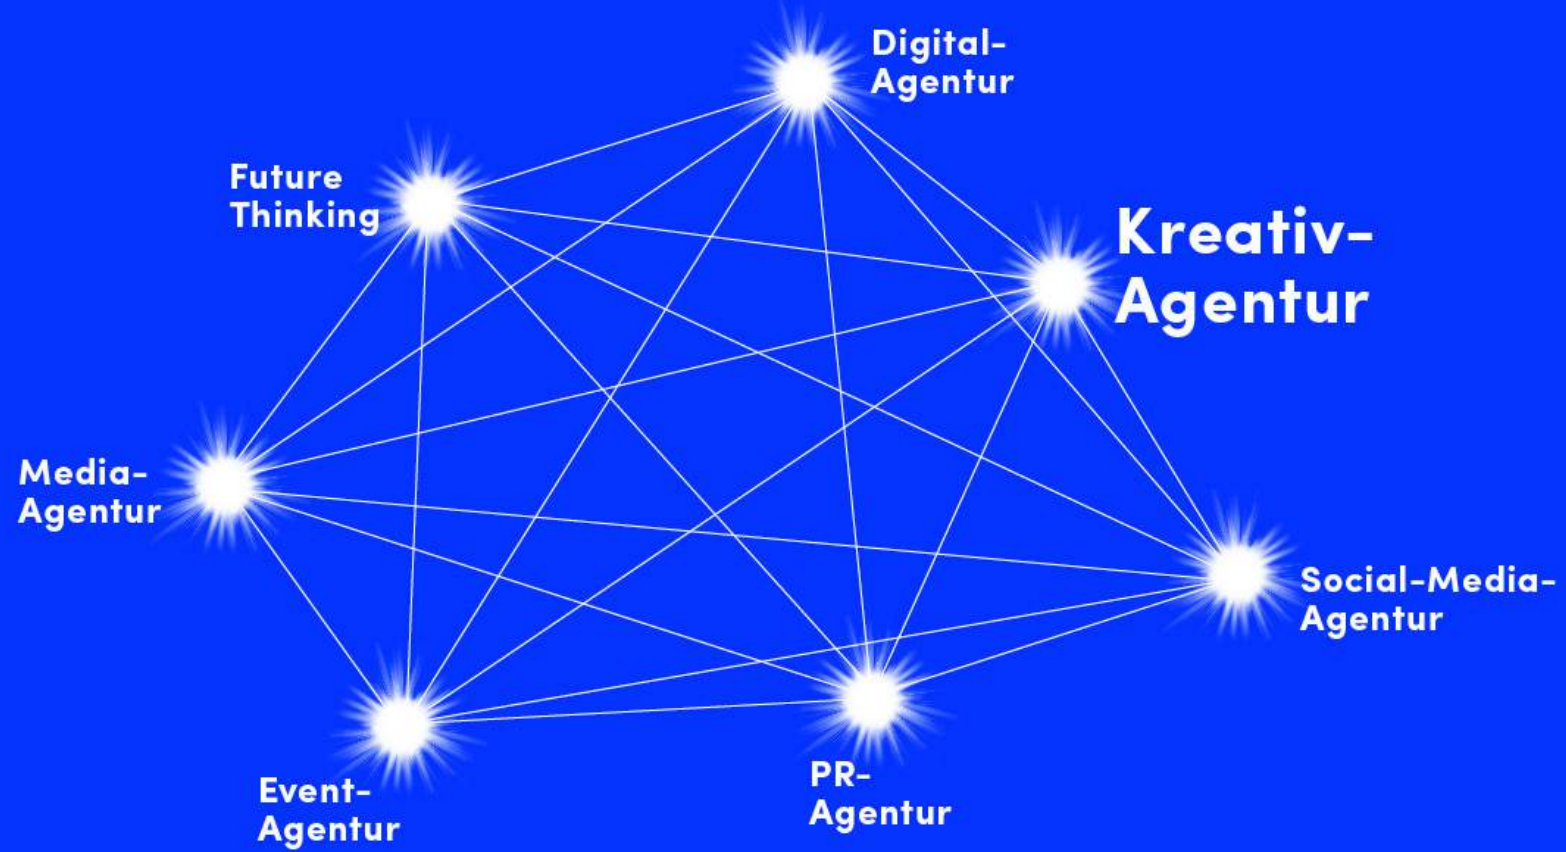 Digital-
Agentur
Future
Thinking
Kreativ-
Agentur
Media-
Agentur
Social-Media-
Agentur
PR-
Agentur
Event-
Agentur